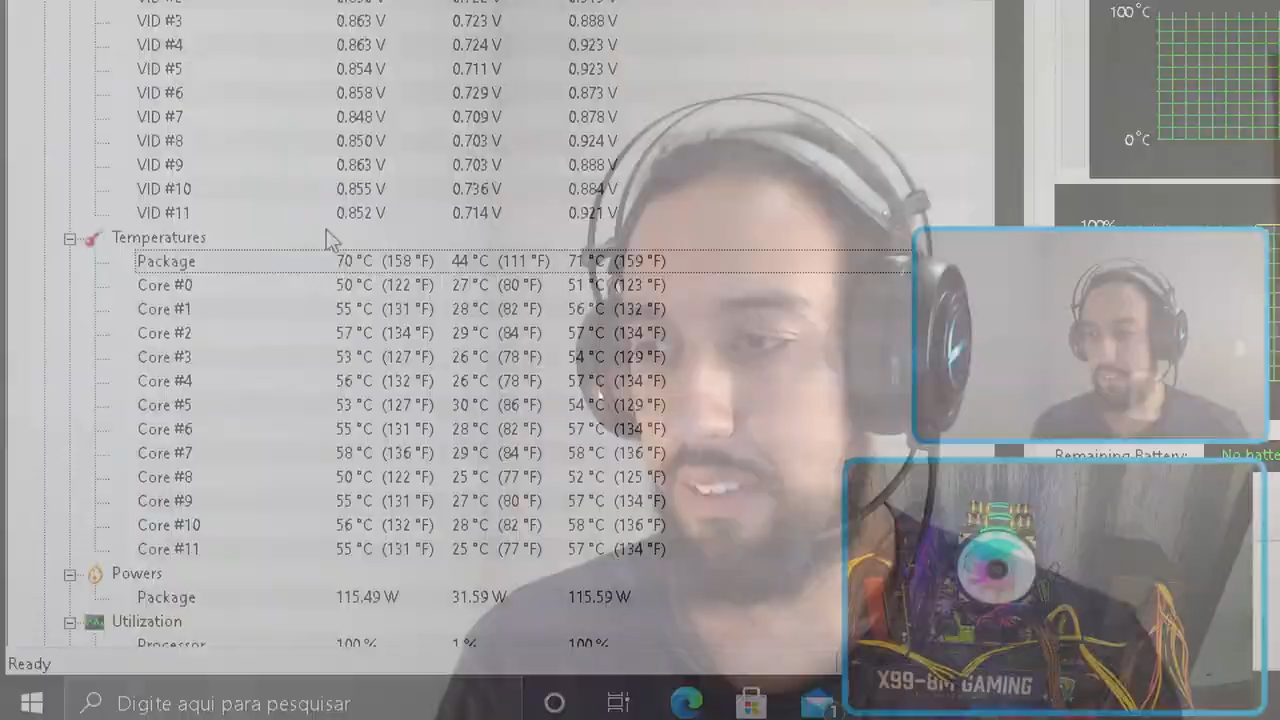 VID #3 0.863 V 0.723 V 0.888 V
VID #4 0.863 V 0.724 V 0.923 V
VID #5 0.854 V 0.711 V 0.923 V
VID #6 0.858 V 0.729 V 0.873 V
VID #7 0.848 V 0.709 V 0.878 V
VID #8 0.850 V 0.703 V 0.924 V
VID #9 0.863 V 0.703 V 0.888 V
VID #10 0.855 V 0.736 V 0.884 V
VID #11 0.852 V 0.714 V 0.921 V
Temperatures
Package 70 °C (158 °F) 44 °C (111 °F) 71 °C (159 °F)
Core #0 50 °C (122 °F) 27 °C (80 °F) 51 °C (123 °F)
Core #1 55 °C (131 °F) 28 °C (82 °F) 56 °C (132 °F)
Core #2 57 °C (134 °F) 29 °C (84 °F) 57 °C (134 °F)
Core #3 53 °C (127 °F) 26 °C (78 °F) 54 °C (129 °F)
Core #4 56 °C (132 °F) 26 °C (78 °F) 57 °C (134 °F)
Core #5 53 °C (127 °F) 30 °C (86 °F) 54 °C (129 °F)
Core #6 55 °C (131 °F) 28 °C (82 °F) 57 °C (134 °F)
Core #7 58 °C (136 °F) 29 °C (84 °F) 58 °C (136 °F)
Core #8 50 °C (122 °F) 25 °C (77 °F) 52 °C (125 °F)
Core #9 55 °C (131 °F) 27 °C (80 °F) 57 °C (134 °F)
Core #10 56 °C (132 °F) 28 °C (82 °F) 58 °C (136 °F)
Core #11 55 °C (131 °F) 25 °C (77 °F) 57 °C (134 °F)
Powers
Package 115.49 W 31.59 W 115.59 W
Utilization
Processor 100 % 1 % 100 %
Ready
Digite aqui para pesquisar
1
100°C
0°C
100%
Remaining Battery: No batte
X99-8M GAMING